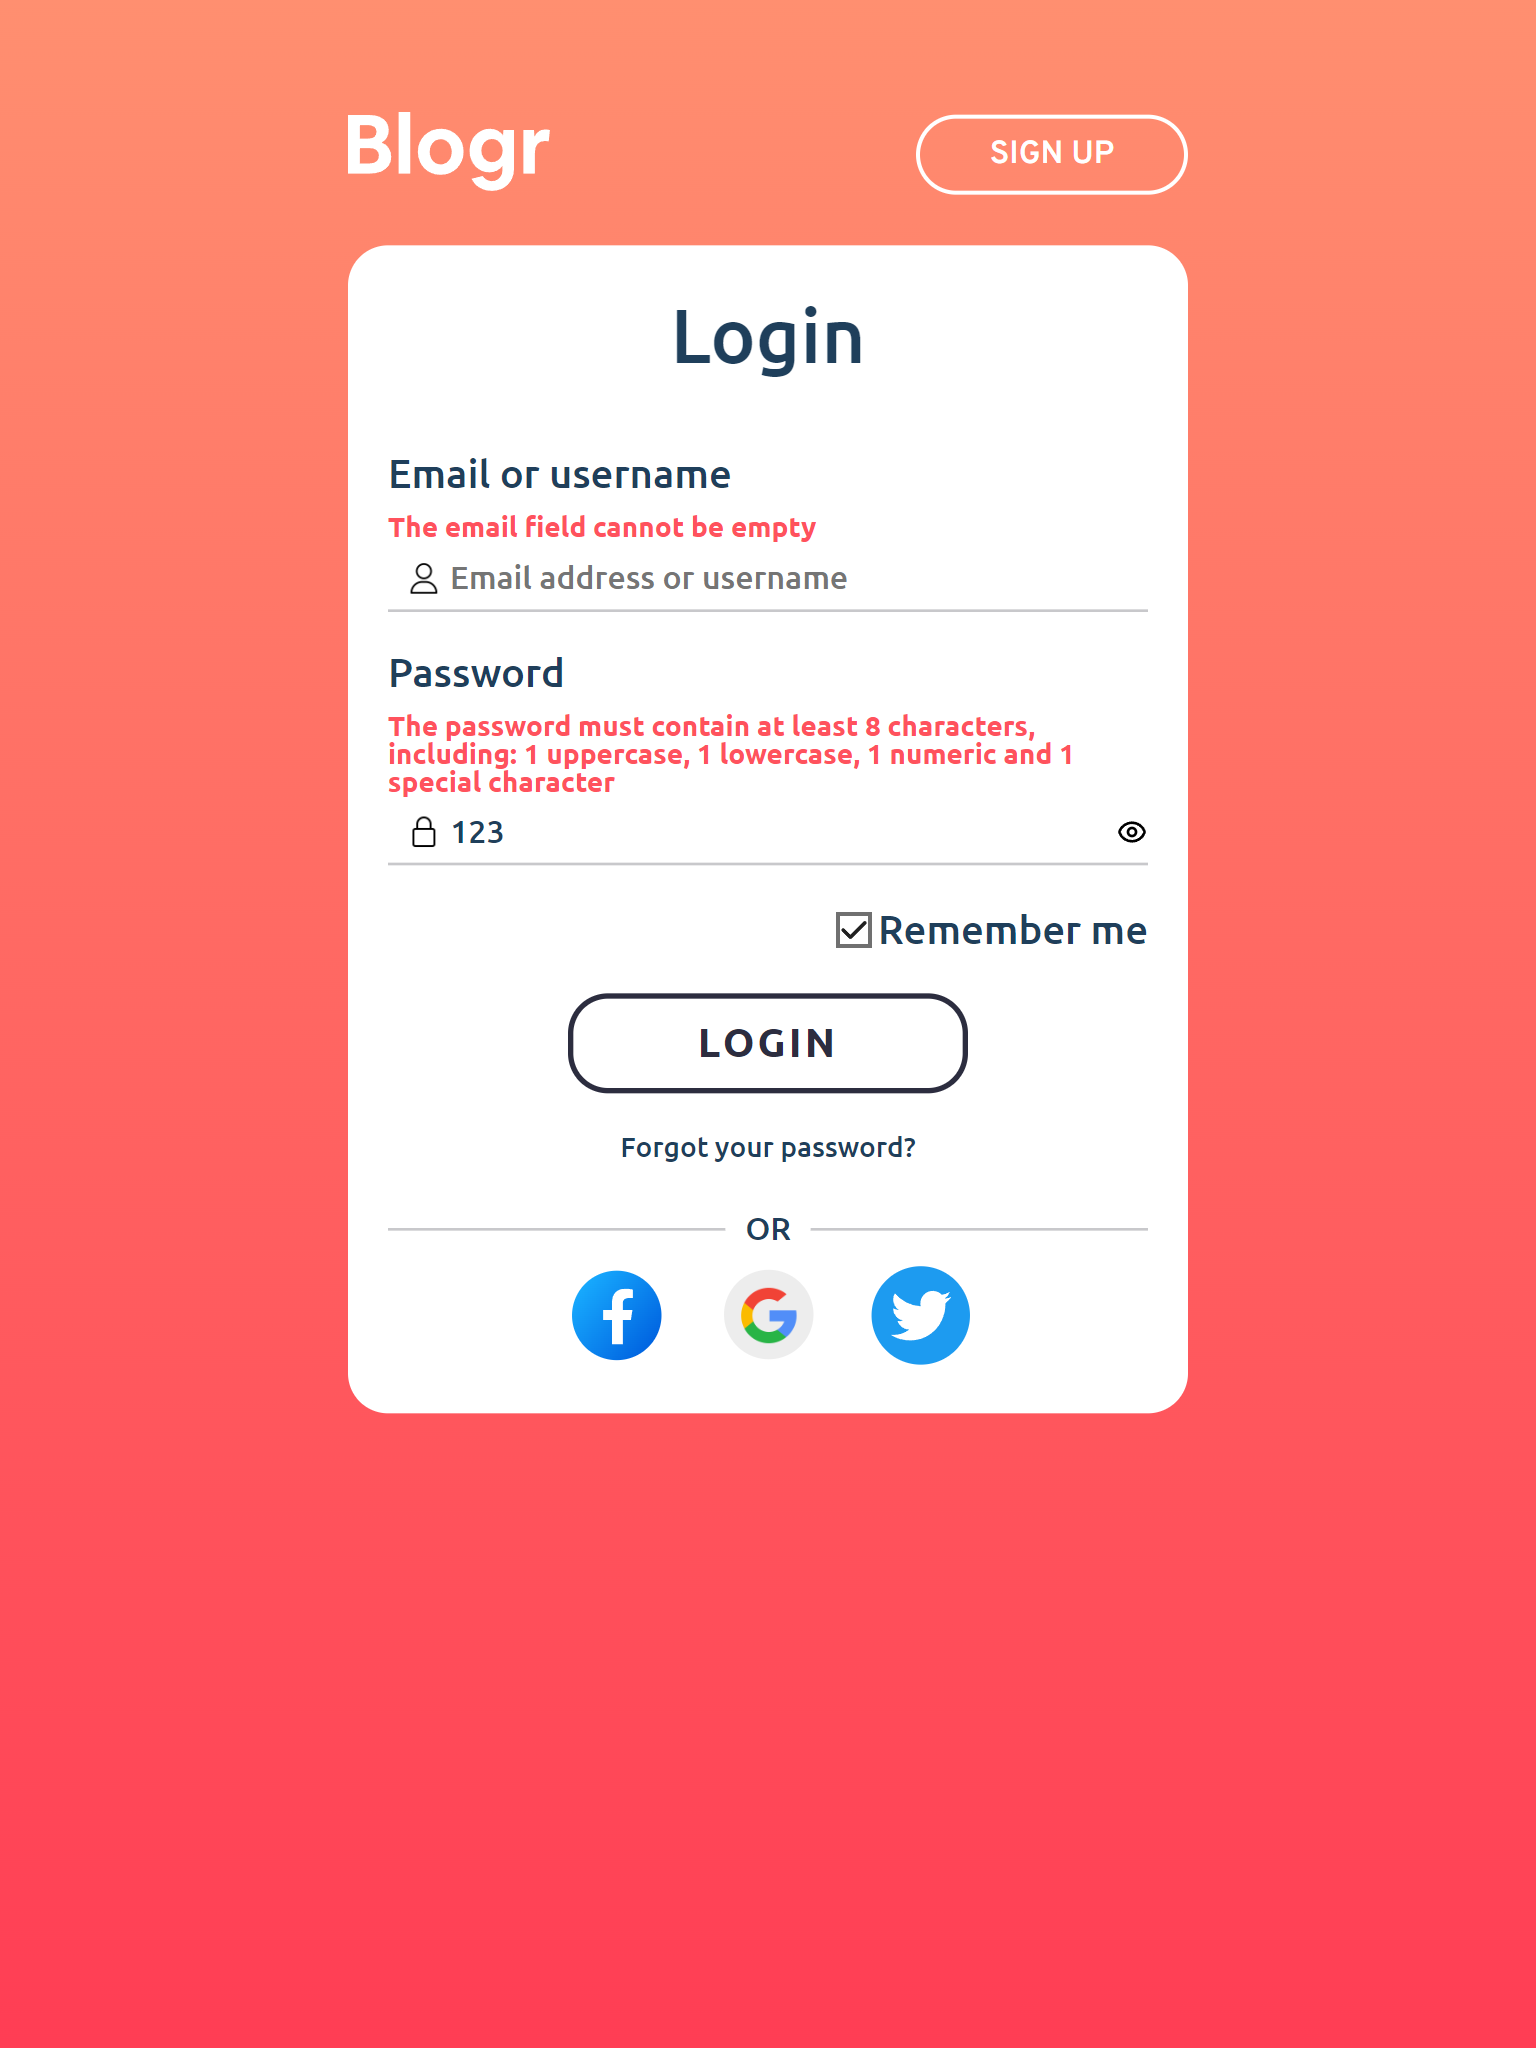 Blogr
SIGN UP
Login
Email or username
The email field cannot be empty
Email address or username
Password
The password must contain at least 8 characters,
including: 1 uppercase, 1 lowercase, 1 numeric and 1
special character
123
Remember me
LOGIN
Forgot your password?
OR